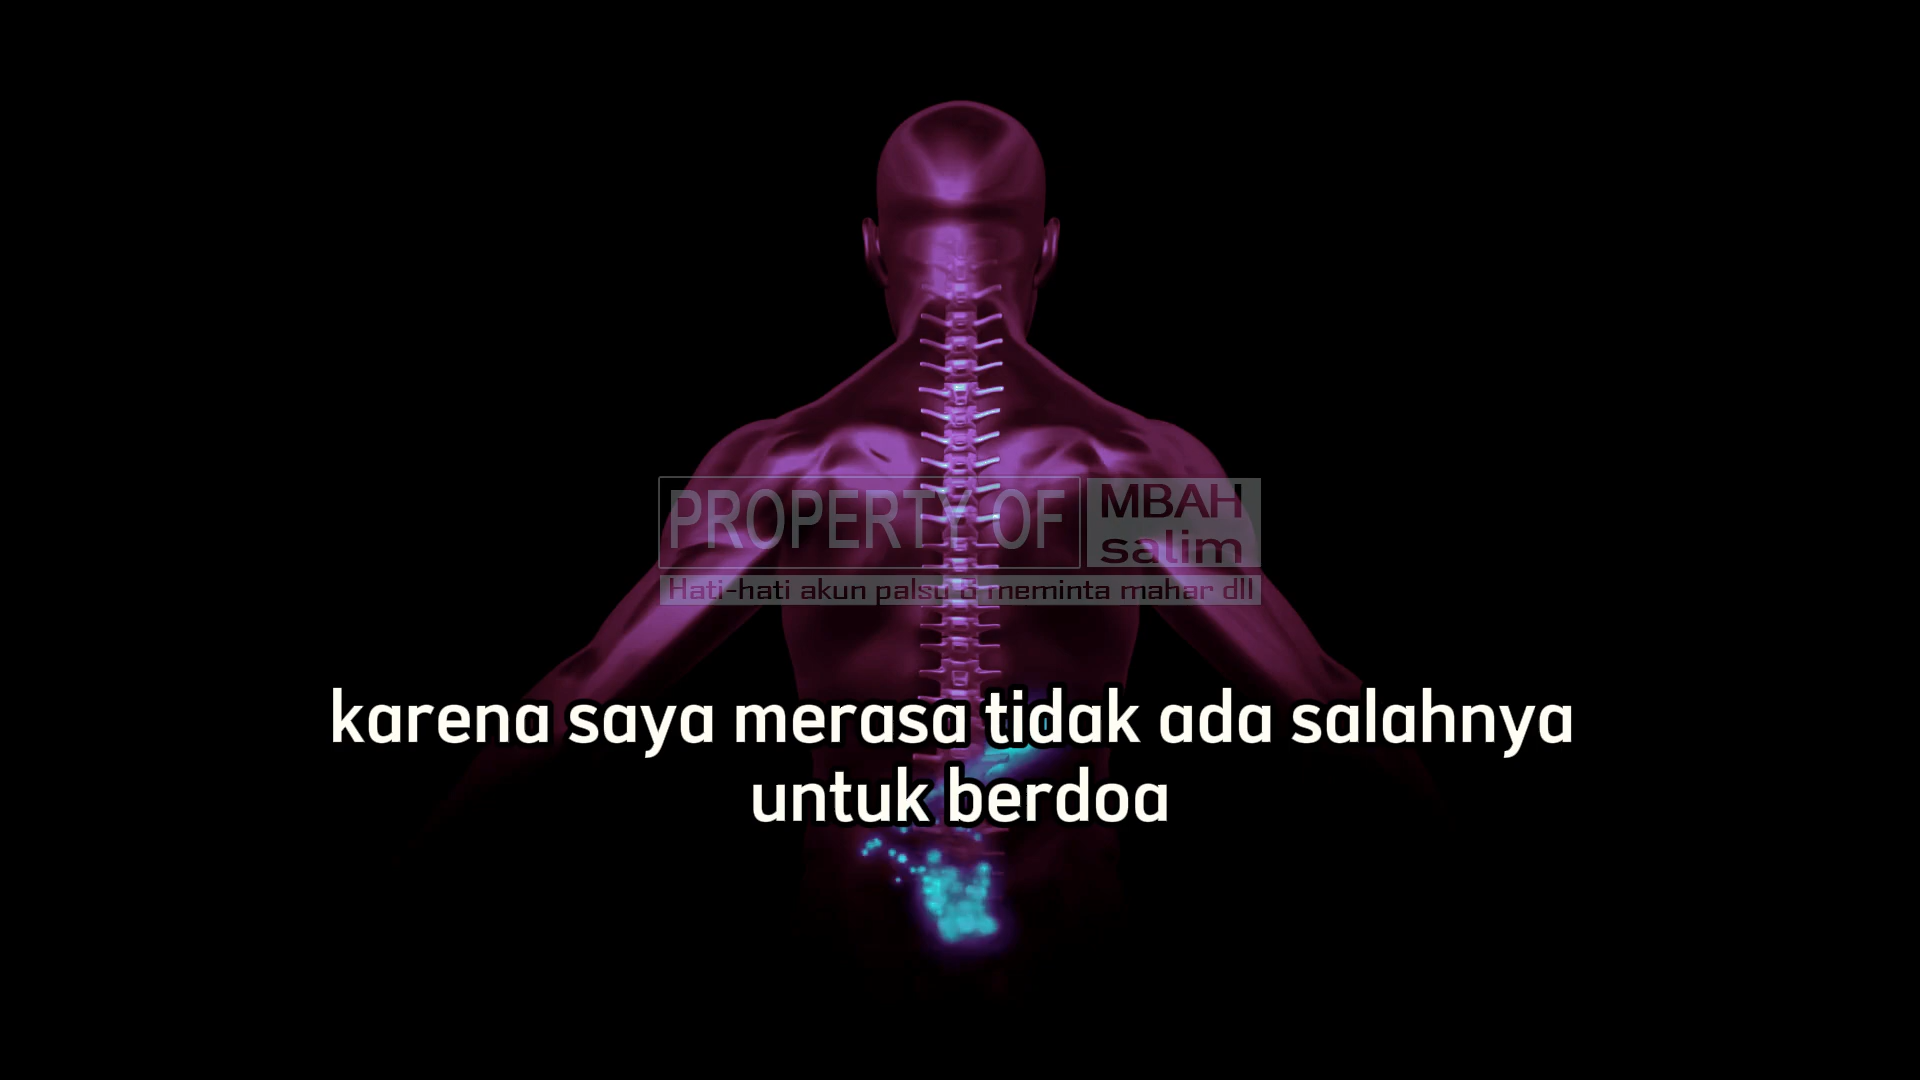 PROPERTY OF MBAH
salim
Hati-hati akun palsu & meminta mahar dll
karena saya merasa tidak ada salahnya
untuk berdoa